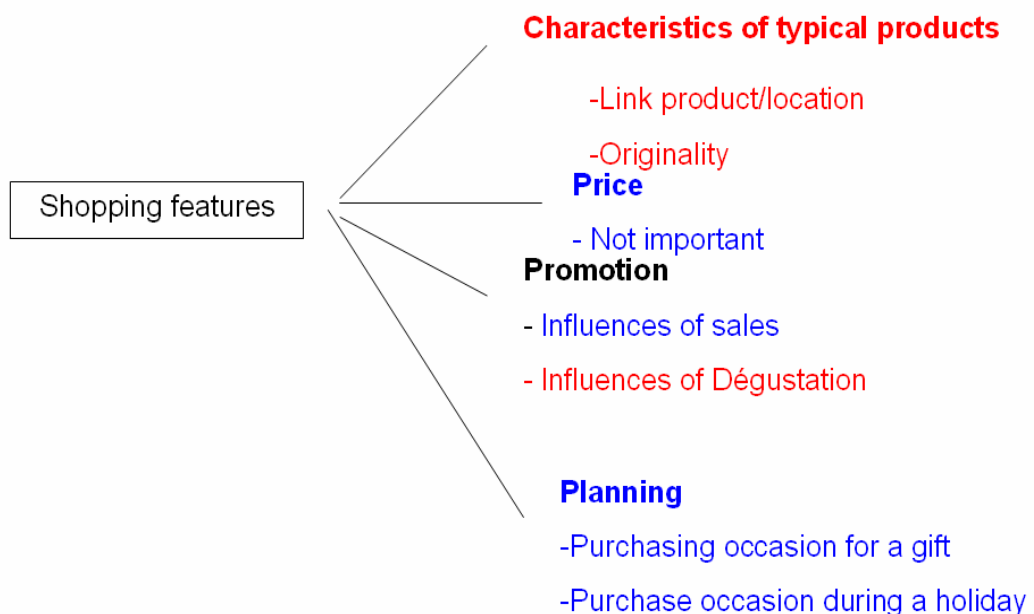 Shopping features
Characteristics of typical products
-Link product/location
-Originality
Price
- Not important
Promotion
- Influences of sales
- Influences of Dégustation
Planning
-Purchasing occasion for a gift
-Purchase occasion during a holiday